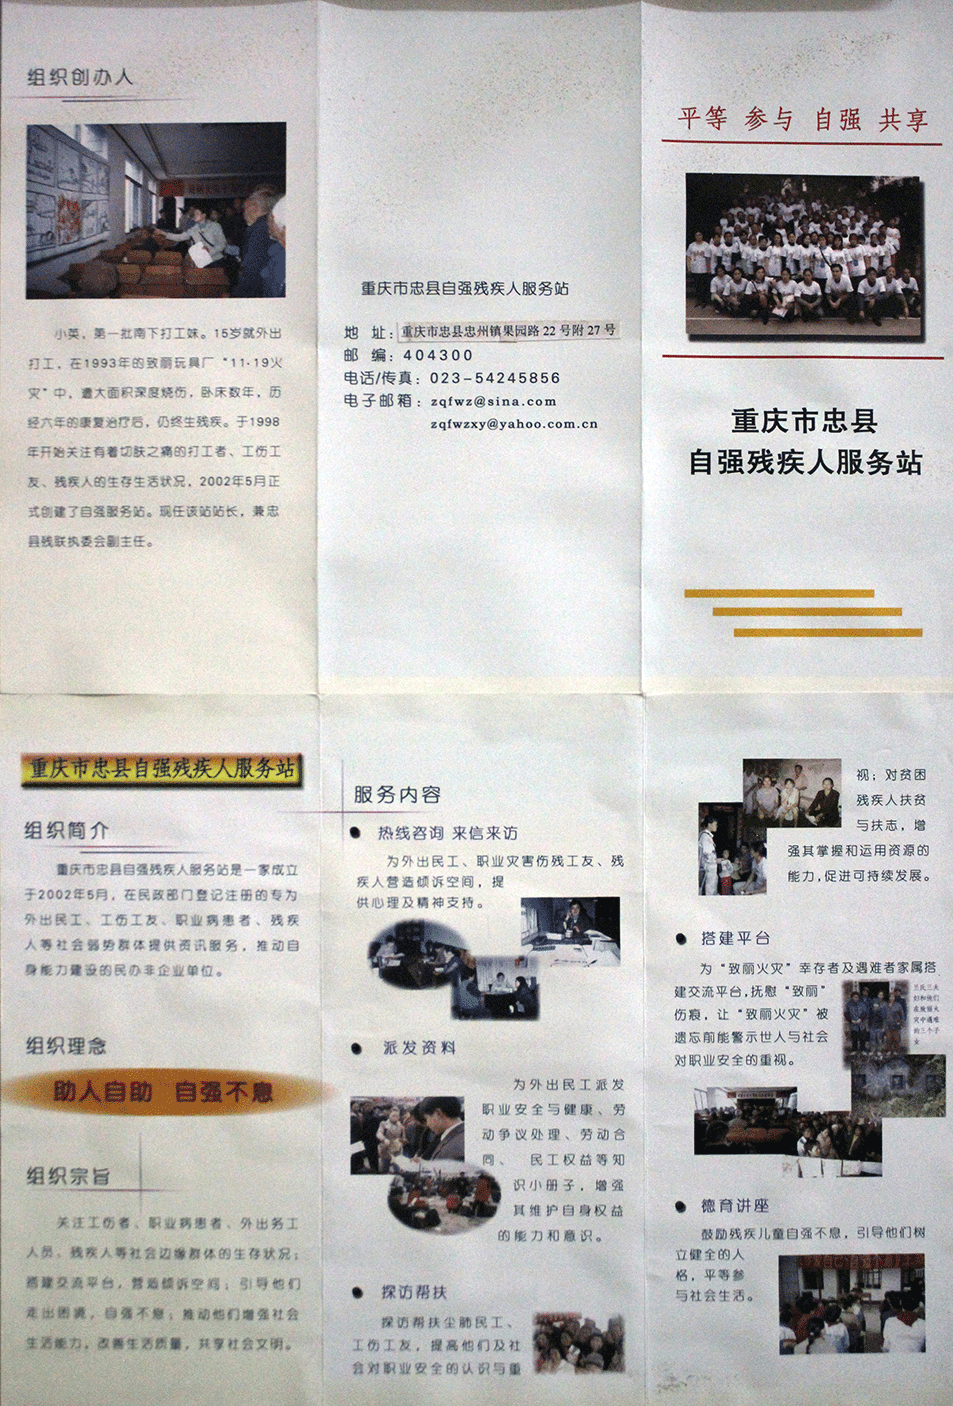 组织创办人
小英，第一批南下打工妹。15岁就外出
打工，在1993年的致丽玩具厂“11·19火
灾”中，遭大面积深度烧伤，卧床数年，历
经六年的康复治疗后，仍终生残疾。于1998
年开始关注有着切肤之痛的打工者、工伤工
友、残疾人的生存生活状况，2002年5月正
式创建了自强服务站。现任该站站长，兼忠
县残联执委会副主任。
重庆市忠县自强残疾人服务站
地 址：重庆市忠县忠州镇果园路22号附27号
邮 编：404300
电话/传真：023-54245856
电子邮箱：zqfwz@sina.com
zqfwzxy@yahoo.com.cn
平等 参与 自强 共享
重庆市忠县
自强残疾人服务站
重庆市忠县自强残疾人服务站
组织简介
重庆市忠县自强残疾人服务站是一家成立
于2002年5月，在民政部门登记注册的专为
外出民工、工伤工友、职业病患者、残疾
人等社会弱势群体提供资讯服务，推动自
身能力建设的民办非企业单位。
组织理念
助人自助 自强不息
组织宗旨
关注工伤者、职业病患者、外出务工
人员、残疾人等社会边缘群体的生存状况；
搭建交流平台，营造倾诉空间；引导他们
走出困境，自强不息；推动他们增强社会
生活能力，改善生活质量，共享社会文明。
服务内容
● 热线咨询 来信来访
为外出民工、职业灾害伤残工友、残
疾人营造倾诉空间，提
供心理及精神支持。
● 派发资料
为外出民工派发
职业安全与健康、劳
动争议处理、劳动合
同、 民工权益等知
识小册子，增强
其维护自身权益
的能力和意识。
● 探访帮扶
探访帮扶尘肺民工、
工伤工友，提高他们及社
会对职业安全的认识与重
视；对贫困
残疾人扶贫
与扶志，增
强其掌握和运用资源的
能力，促进可持续发展。
● 搭建平台
为“致丽火灾”幸存者及遇难者家属搭
建交流平台，抚慰“致丽”
伤痕，让“致丽火灾”被
遗忘前能警示世人与社会
对职业安全的重视。
兰氏三夫
妇和他们
在致丽火
灾中遇难
的三个子
女
● 德育讲座
鼓励残疾儿童自强不息，引导他们树
立健全的人
格，平等参
与社会生活。